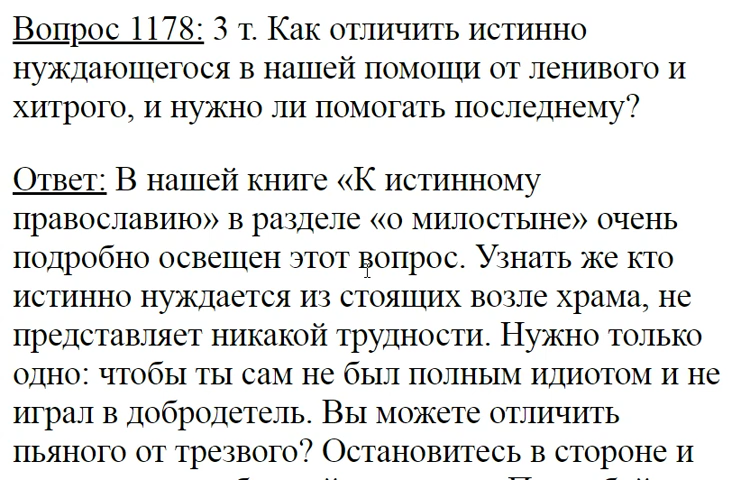 Вопрос 1178: 3 т. Как отличить истинно
нуждающегося в нашей помощи от ленивого и
хитрого, и нужно ли помогать последнему?
Ответ: В нашей книге «К истинному
православию» в разделе «о милостыне» очень
подробно освещен этот вопрос. Узнать же кто
истинно нуждается из стоящих возле храма, не
представляет никакой трудности. Нужно только
одно: чтобы ты сам не был полным идиотом и не
играл в добродетель. Вы можете отличить
пьяного от трезвого? Остановитесь в стороне и